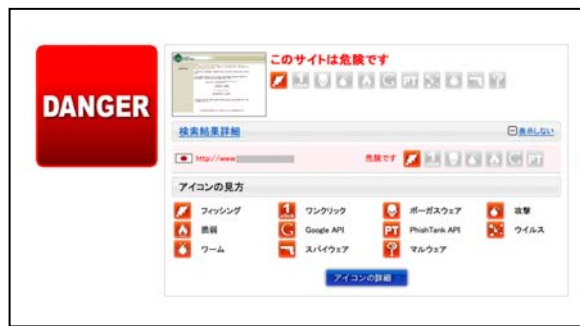 DANGER
このサイトは危険です
検索結果詳細
表示しない
http://www
危険です
アイコンの見方
フィッシング ワンクリック ボーガスウェア 攻撃
脆弱 Google API PhishTank API ウイルス
ワーム スパイウェア マルウェア
アイコンの詳細